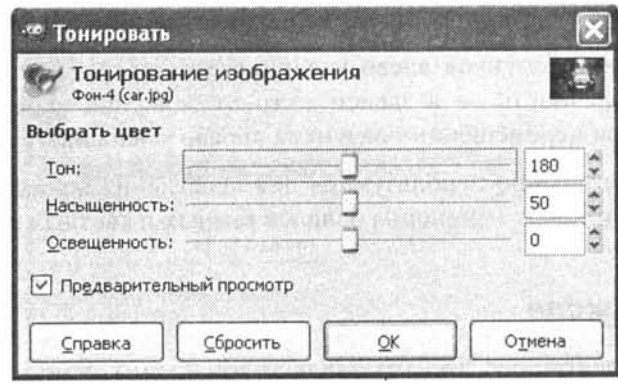 Тонировать
Тонирование изображения
Фон-4 (car.jpg)
Выбрать цвет
Тон: 180
Насыщенность: 50
Освещенность: 0
Предварительный просмотр
Справка Сбросить OK Отмена